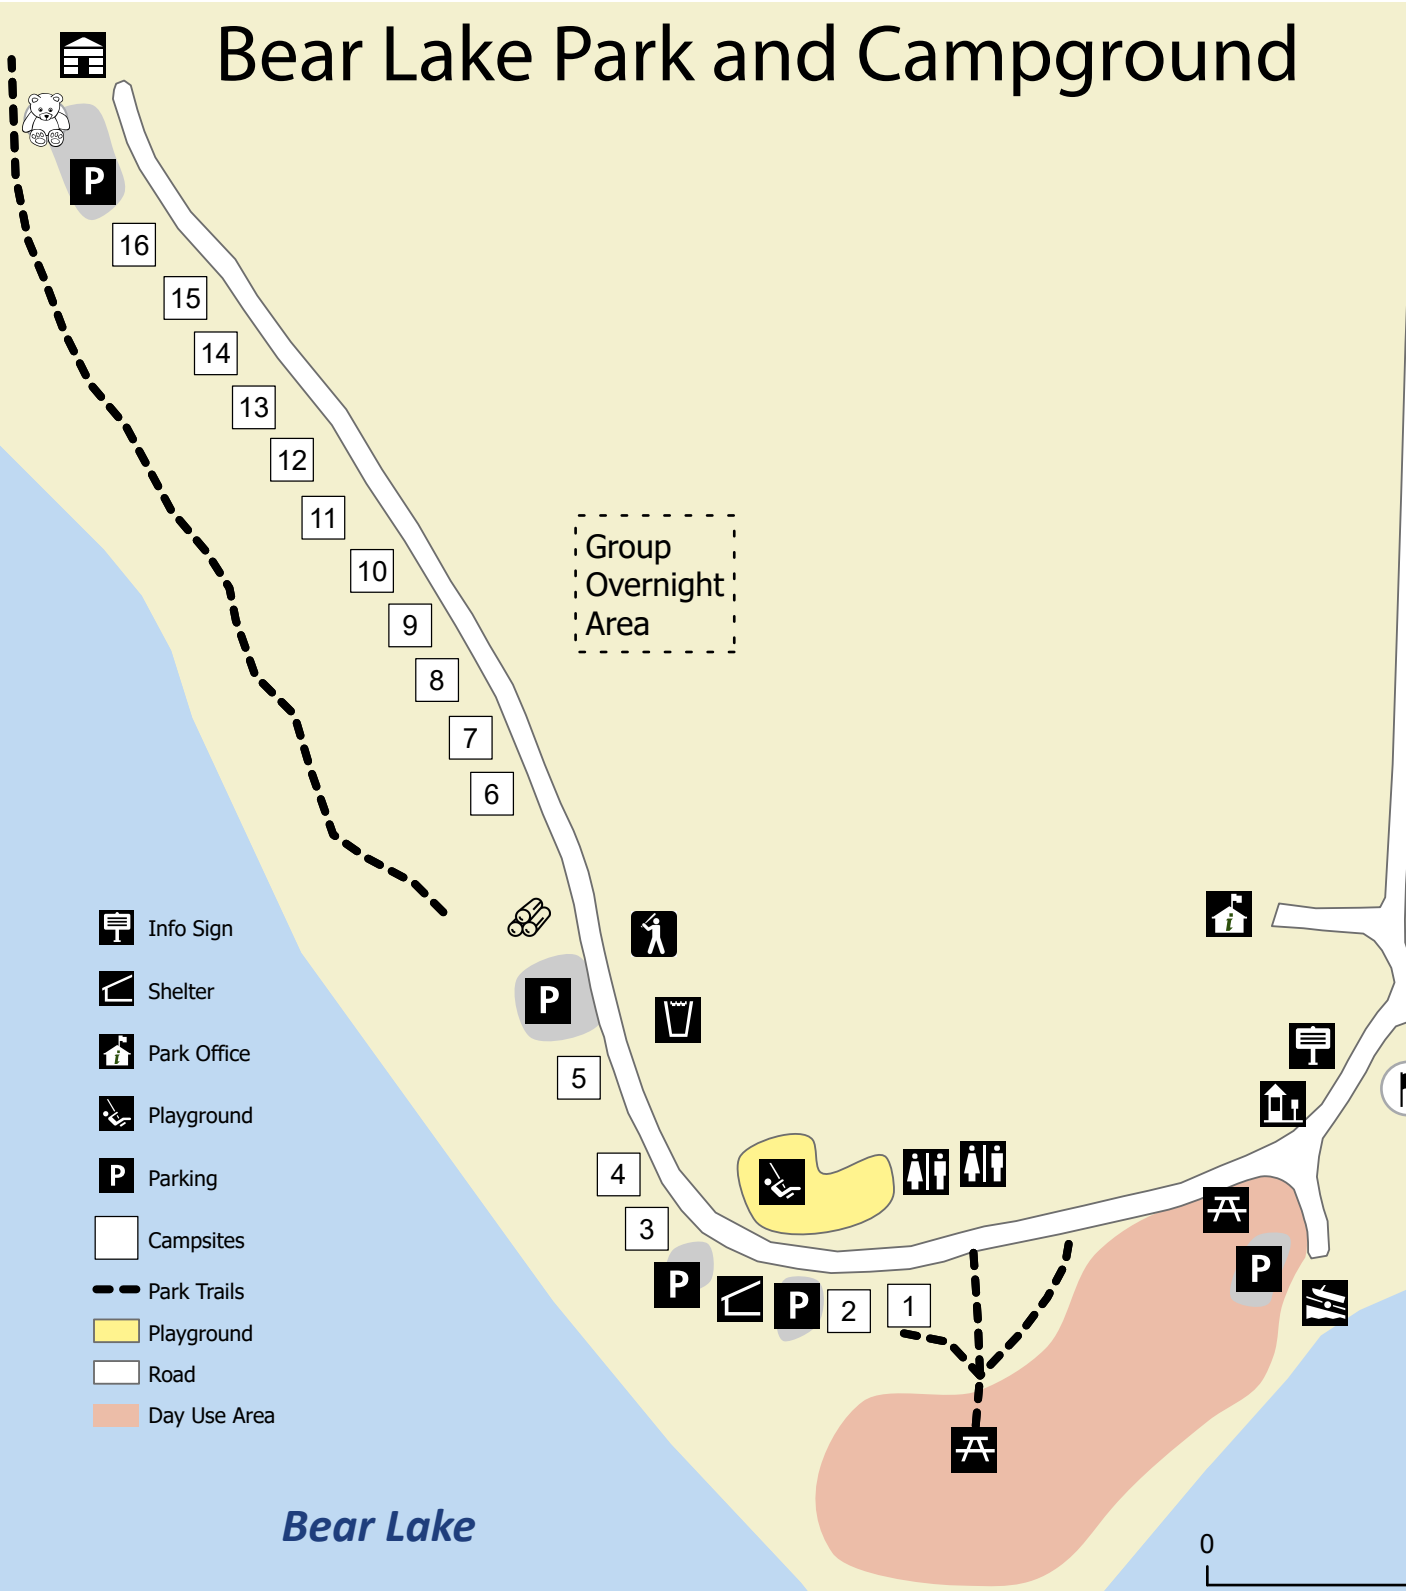 Bear Lake Park and Campground
P
16
15
14
13
12
11
10
9
8
7
6
Group
Overnight
Area
P
5
4
3
P
P
2
1
i
P
Info Sign
Shelter
i
Park Office
Playground
P
Parking
Campsites
Park Trails
Playground
Road
Day Use Area
Bear Lake
0